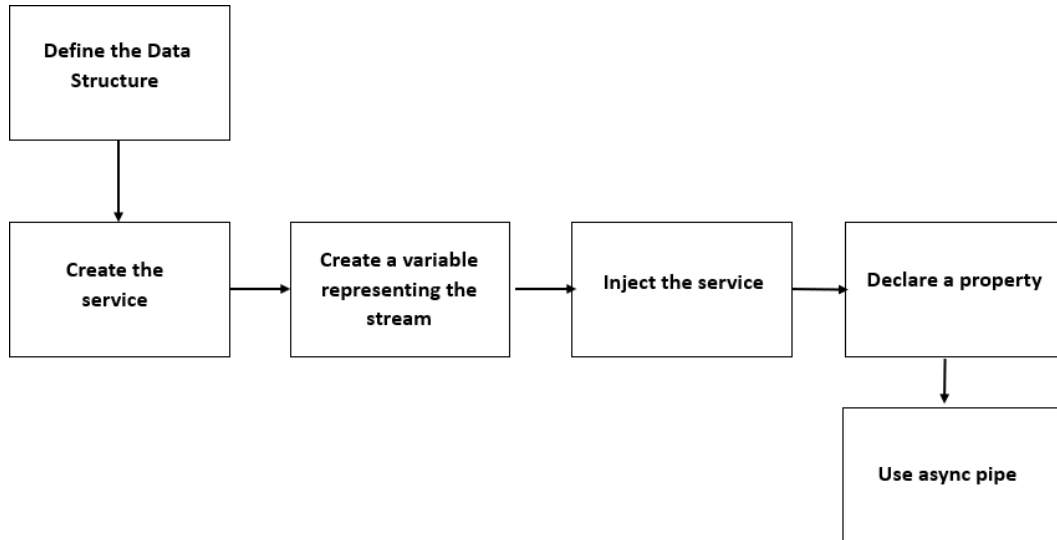 Define the Data
Structure
Create the
service
Create a variable
representing the
stream
Inject the service
Declare a property
Use async pipe